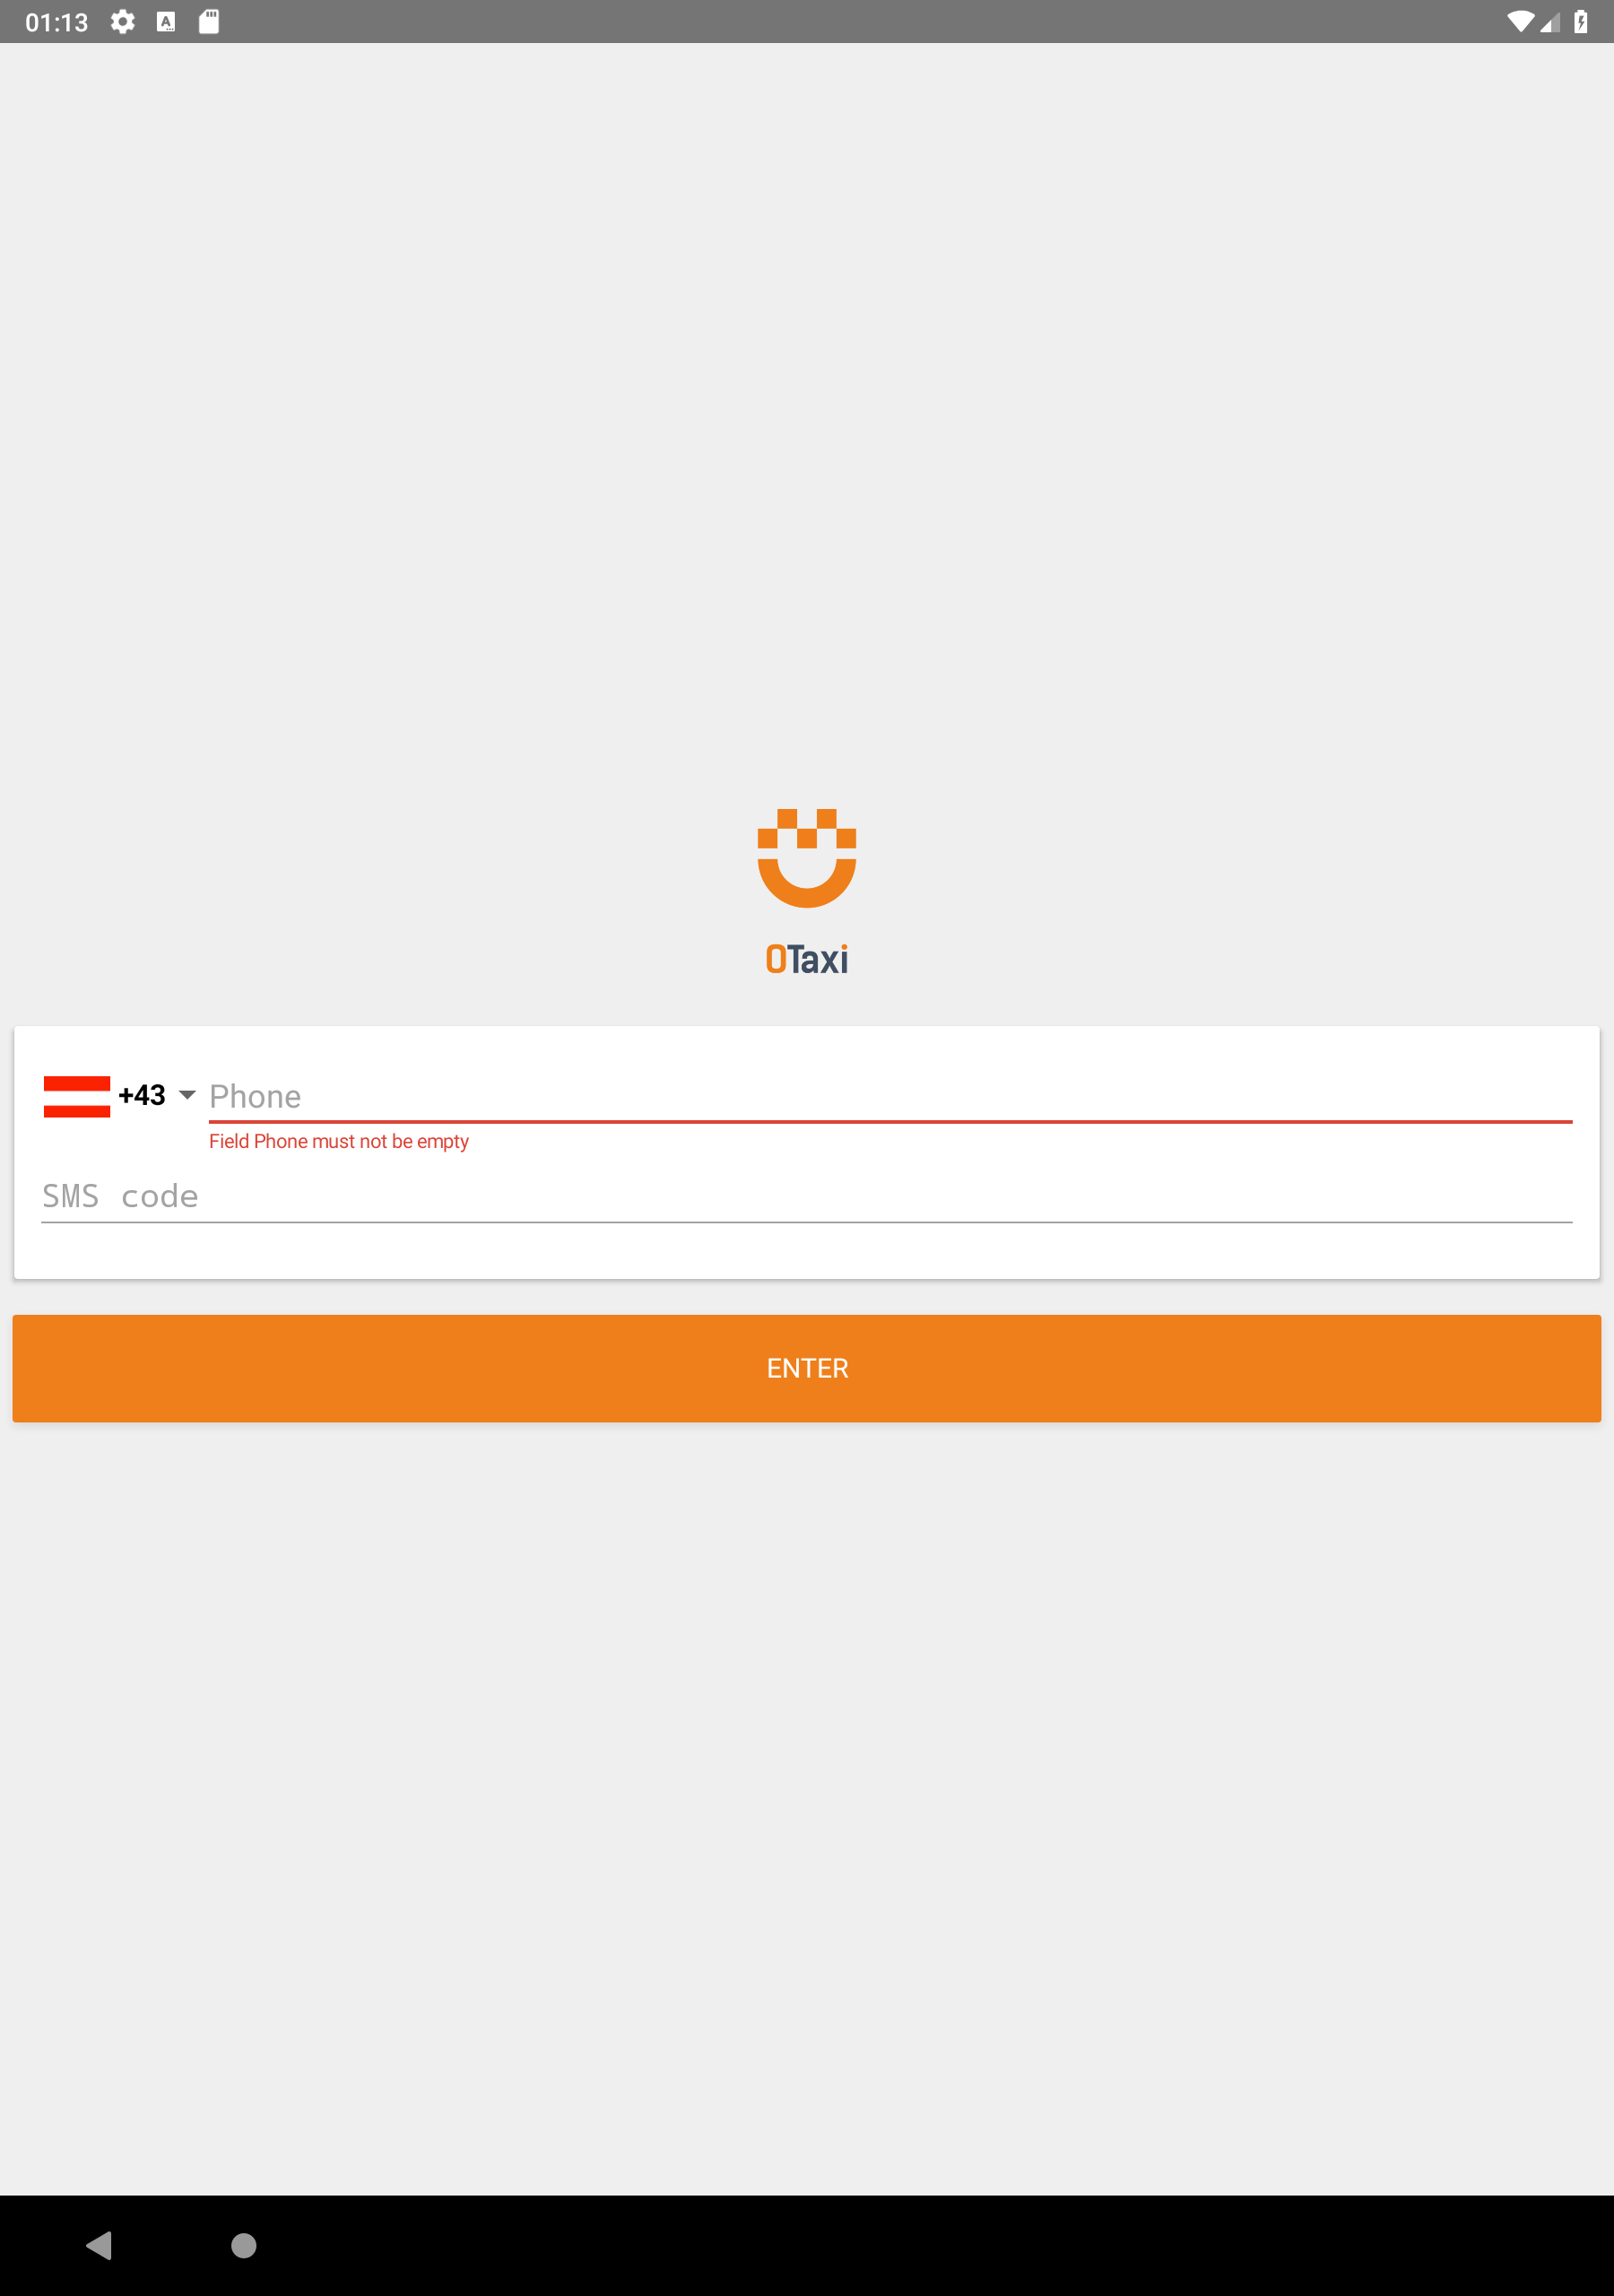 01:13
OTaxi
+43 Phone
Field Phone must not be empty
SMS code
ENTER